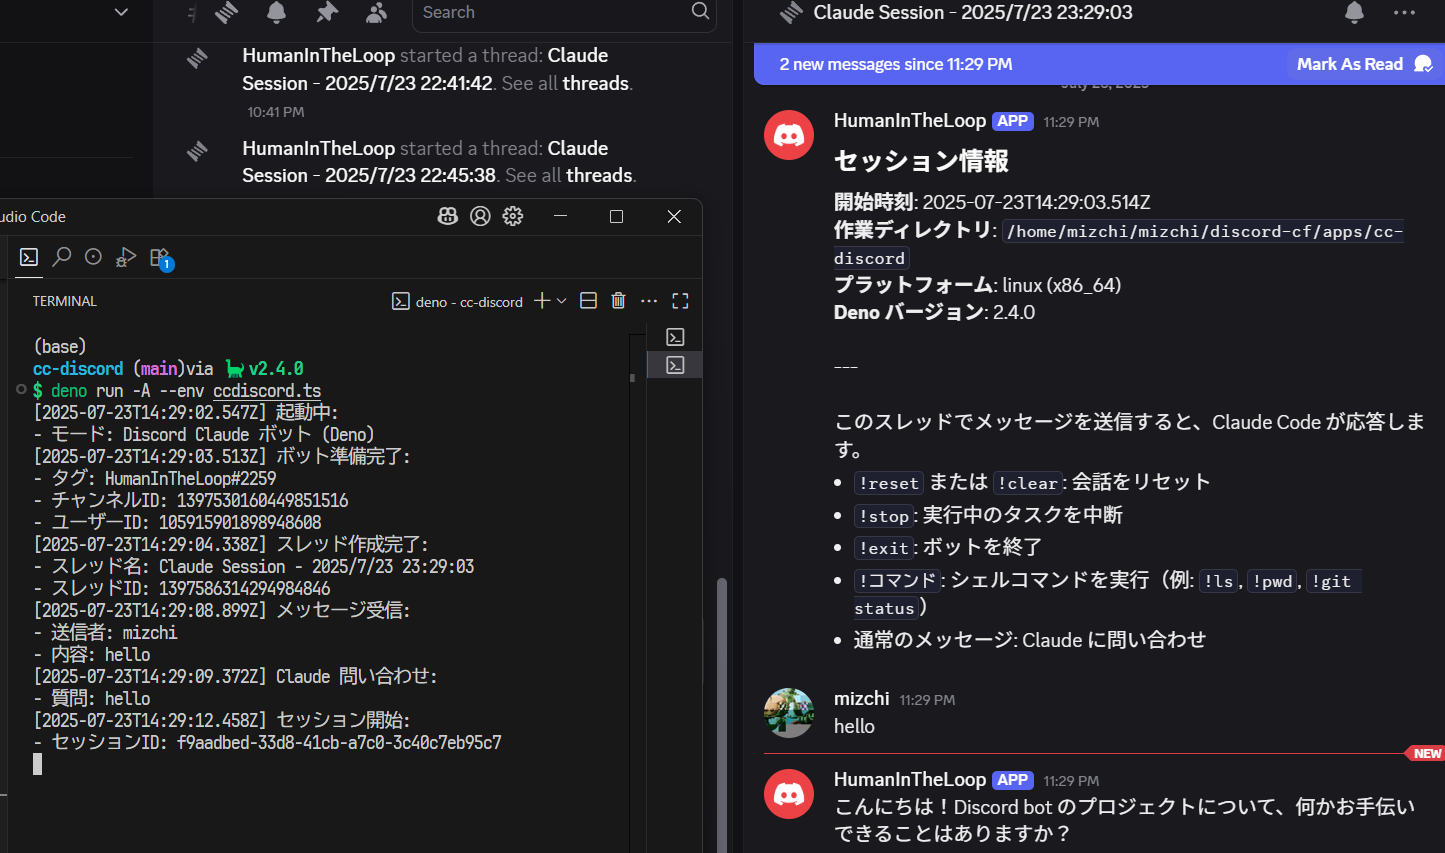 Search
HumanInTheLoop started a thread: Claude
Session - 2025/7/23 22:41:42. See all threads.
10:41 PM
HumanInTheLoop started a thread: Claude
Session - 2025/7/23 22:45:38. See all threads.
udio Code
1
TERMINAL
deno - cc-discord
(base)
cc-discord (main)via v2.4.0
$ deno run -A --env ccdiscord.ts
[2025-07-23T14:29:02.547Z] 起動中:
- モード: Discord Claude ボット (Deno)
[2025-07-23T14:29:03.513Z] ボット準備完了:
- タグ: HumanInTheLoop#2259
- チャンネルID: 1397530160449851516
- ユーザーID: 105915901898948608
[2025-07-23T14:29:04.338Z] スレッド作成完了:
- スレッド名: Claude Session - 2025/7/23 23:29:03
- スレッドID: 1397586314294984846
[2025-07-23T14:29:08.899Z] メッセージ受信:
- 送信者: mizchi
- 内容: hello
[2025-07-23T14:29:09.372Z] Claude 問い合わせ:
- 質問: hello
[2025-07-23T14:29:12.458Z] セッション開始:
- セッションID: f9aadbed-33d8-41cb-a7c0-3c40c7eb95c7
Claude Session - 2025/7/23 23:29:03
2 new messages since 11:29 PM
Mark As Read
HumanInTheLoop APP 11:29 PM
セッション情報
開始時刻: 2025-07-23T14:29:03.514Z
作業ディレクトリ: /home/mizchi/mizchi/discord-cf/apps/cc-
discord
プラットフォーム: linux (x86_64)
Deno バージョン: 2.4.0
---
このスレッドでメッセージを送信すると、Claude Code が応答しま
す。
• !reset または !clear: 会話をリセット
• !stop: 実行中のタスクを中断
• !exit: ボットを終了
• !コマンド: シェルコマンドを実行（例: !ls, !pwd, !git
status）
• 通常のメッセージ: Claude に問い合わせ
mizchi 11:29 PM
hello
NEW
HumanInTheLoop APP 11:29 PM
こんにちは！Discord bot のプロジェクトについて、何かお手伝い
できることはありますか？